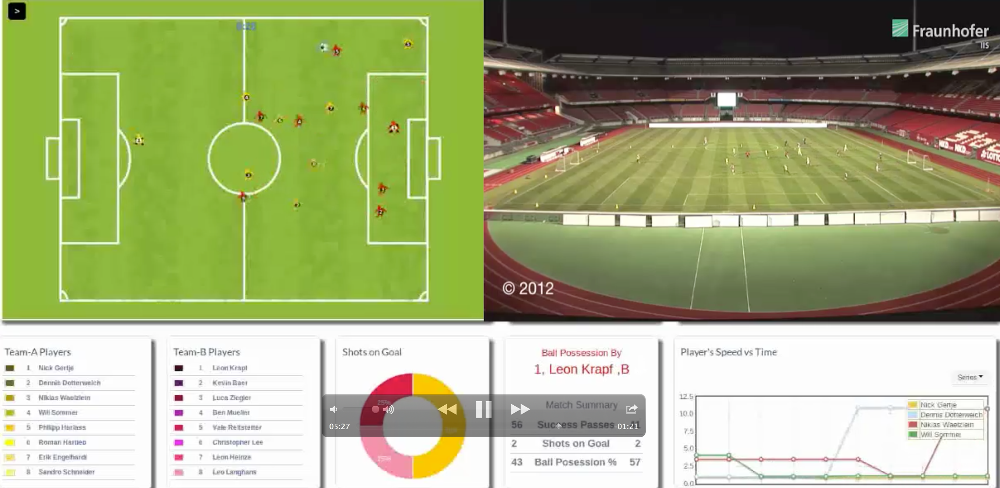 >
Fraunhofer
IIS
NKD
NKD
© 2012
Team-A Players
1 Nick Gertje
2 Dennis Dotterweich
3 Niklas Waelzlein
4 Will Sommer
5 Philipp Harlass
6 Roman Hartleb
7 Erik Engelhardt
8 Sandro Schneider
Team-B Players
1 Leon Krapf
2 Kevin Baer
3 Luca Ziegler
4 Ben Mueller
5 Vale Reitstetter
6 Christopher Lee
7 Leon Heinze
8 Leo Langhans
Shots on Goal
25%
25%
Ball Possession By
1, Leon Krapf ,B
Match Summary
56 Success Passes 41
2 Shots on Goal 2
43 Ball Posession % 57
05:27
-01:21
Player's Speed vs Time
Series
12.5
10.0
7.5
5.0
2.5
0.0
Nick Gertje
Dennis Dotterweich
Niklas Waelzlein
Will Sommer